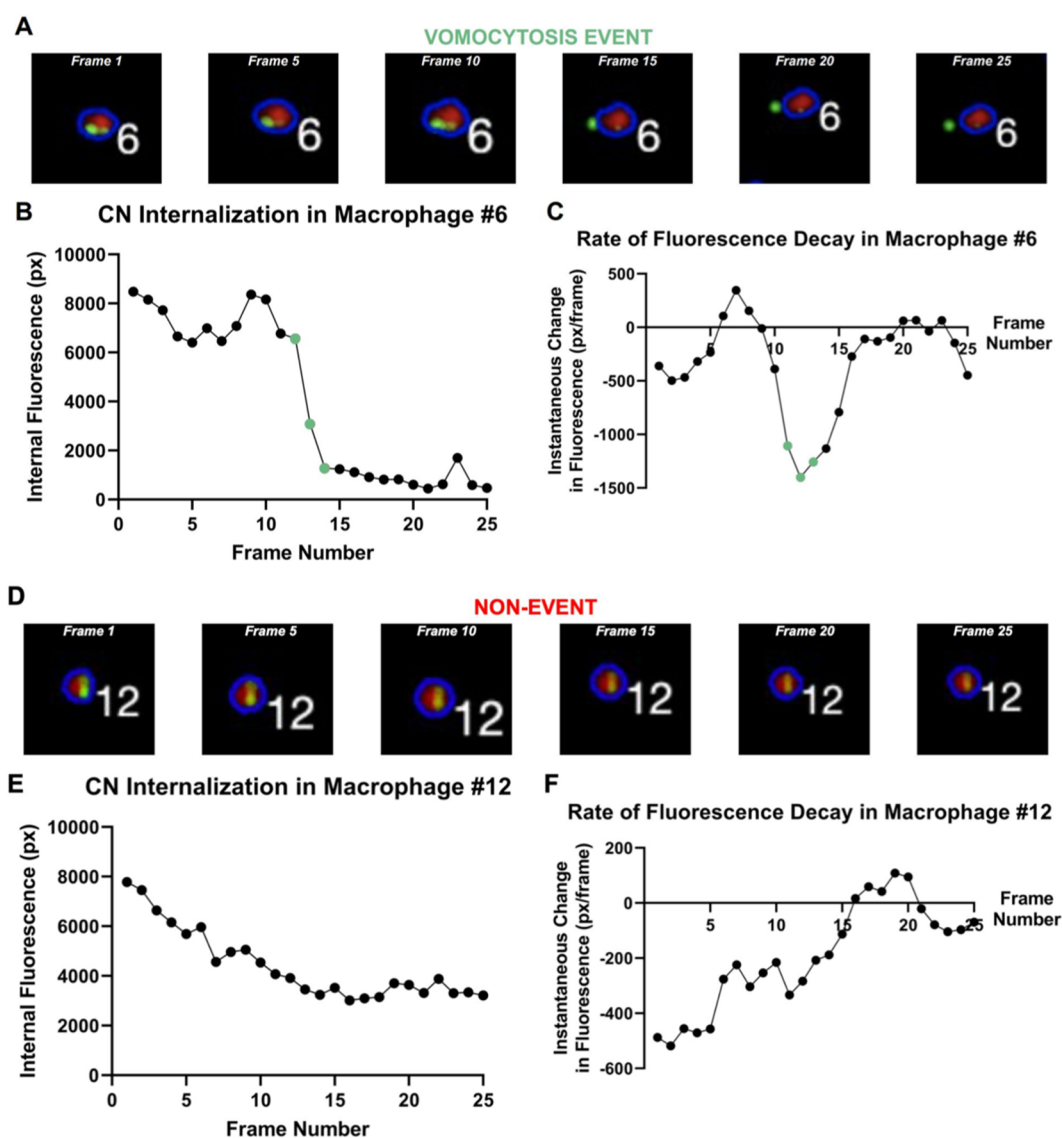 A
VOMOCYTOSIS EVENT
Frame 1
Frame 5
Frame 10
Frame 15
Frame 20
Frame 25
6
6
6
6
6
6
B
CN Internalization in Macrophage #6
Internal Fluorescence (px)
10000
8000
6000
4000
2000
0
0
5
10
15
20
25
Frame Number
C
Rate of Fluorescence Decay in Macrophage #6
Instantaneous Change
in Fluorescence (px/frame)
500
0
-500
-1000
-1500
5
10
15
20
25
Frame
Number
D
NON-EVENT
Frame 1
Frame 5
Frame 10
Frame 15
Frame 20
Frame 25
12
12
12
12
12
12
E
CN Internalization in Macrophage #12
Internal Fluorescence (px)
10000
8000
6000
4000
2000
0
0
5
10
15
20
25
Frame Number
F
Rate of Fluorescence Decay in Macrophage #12
Instantaneous Change
in Fluorescence (px/frame)
200
0
-200
-400
-600
5
10
15
20
25
Frame
Number